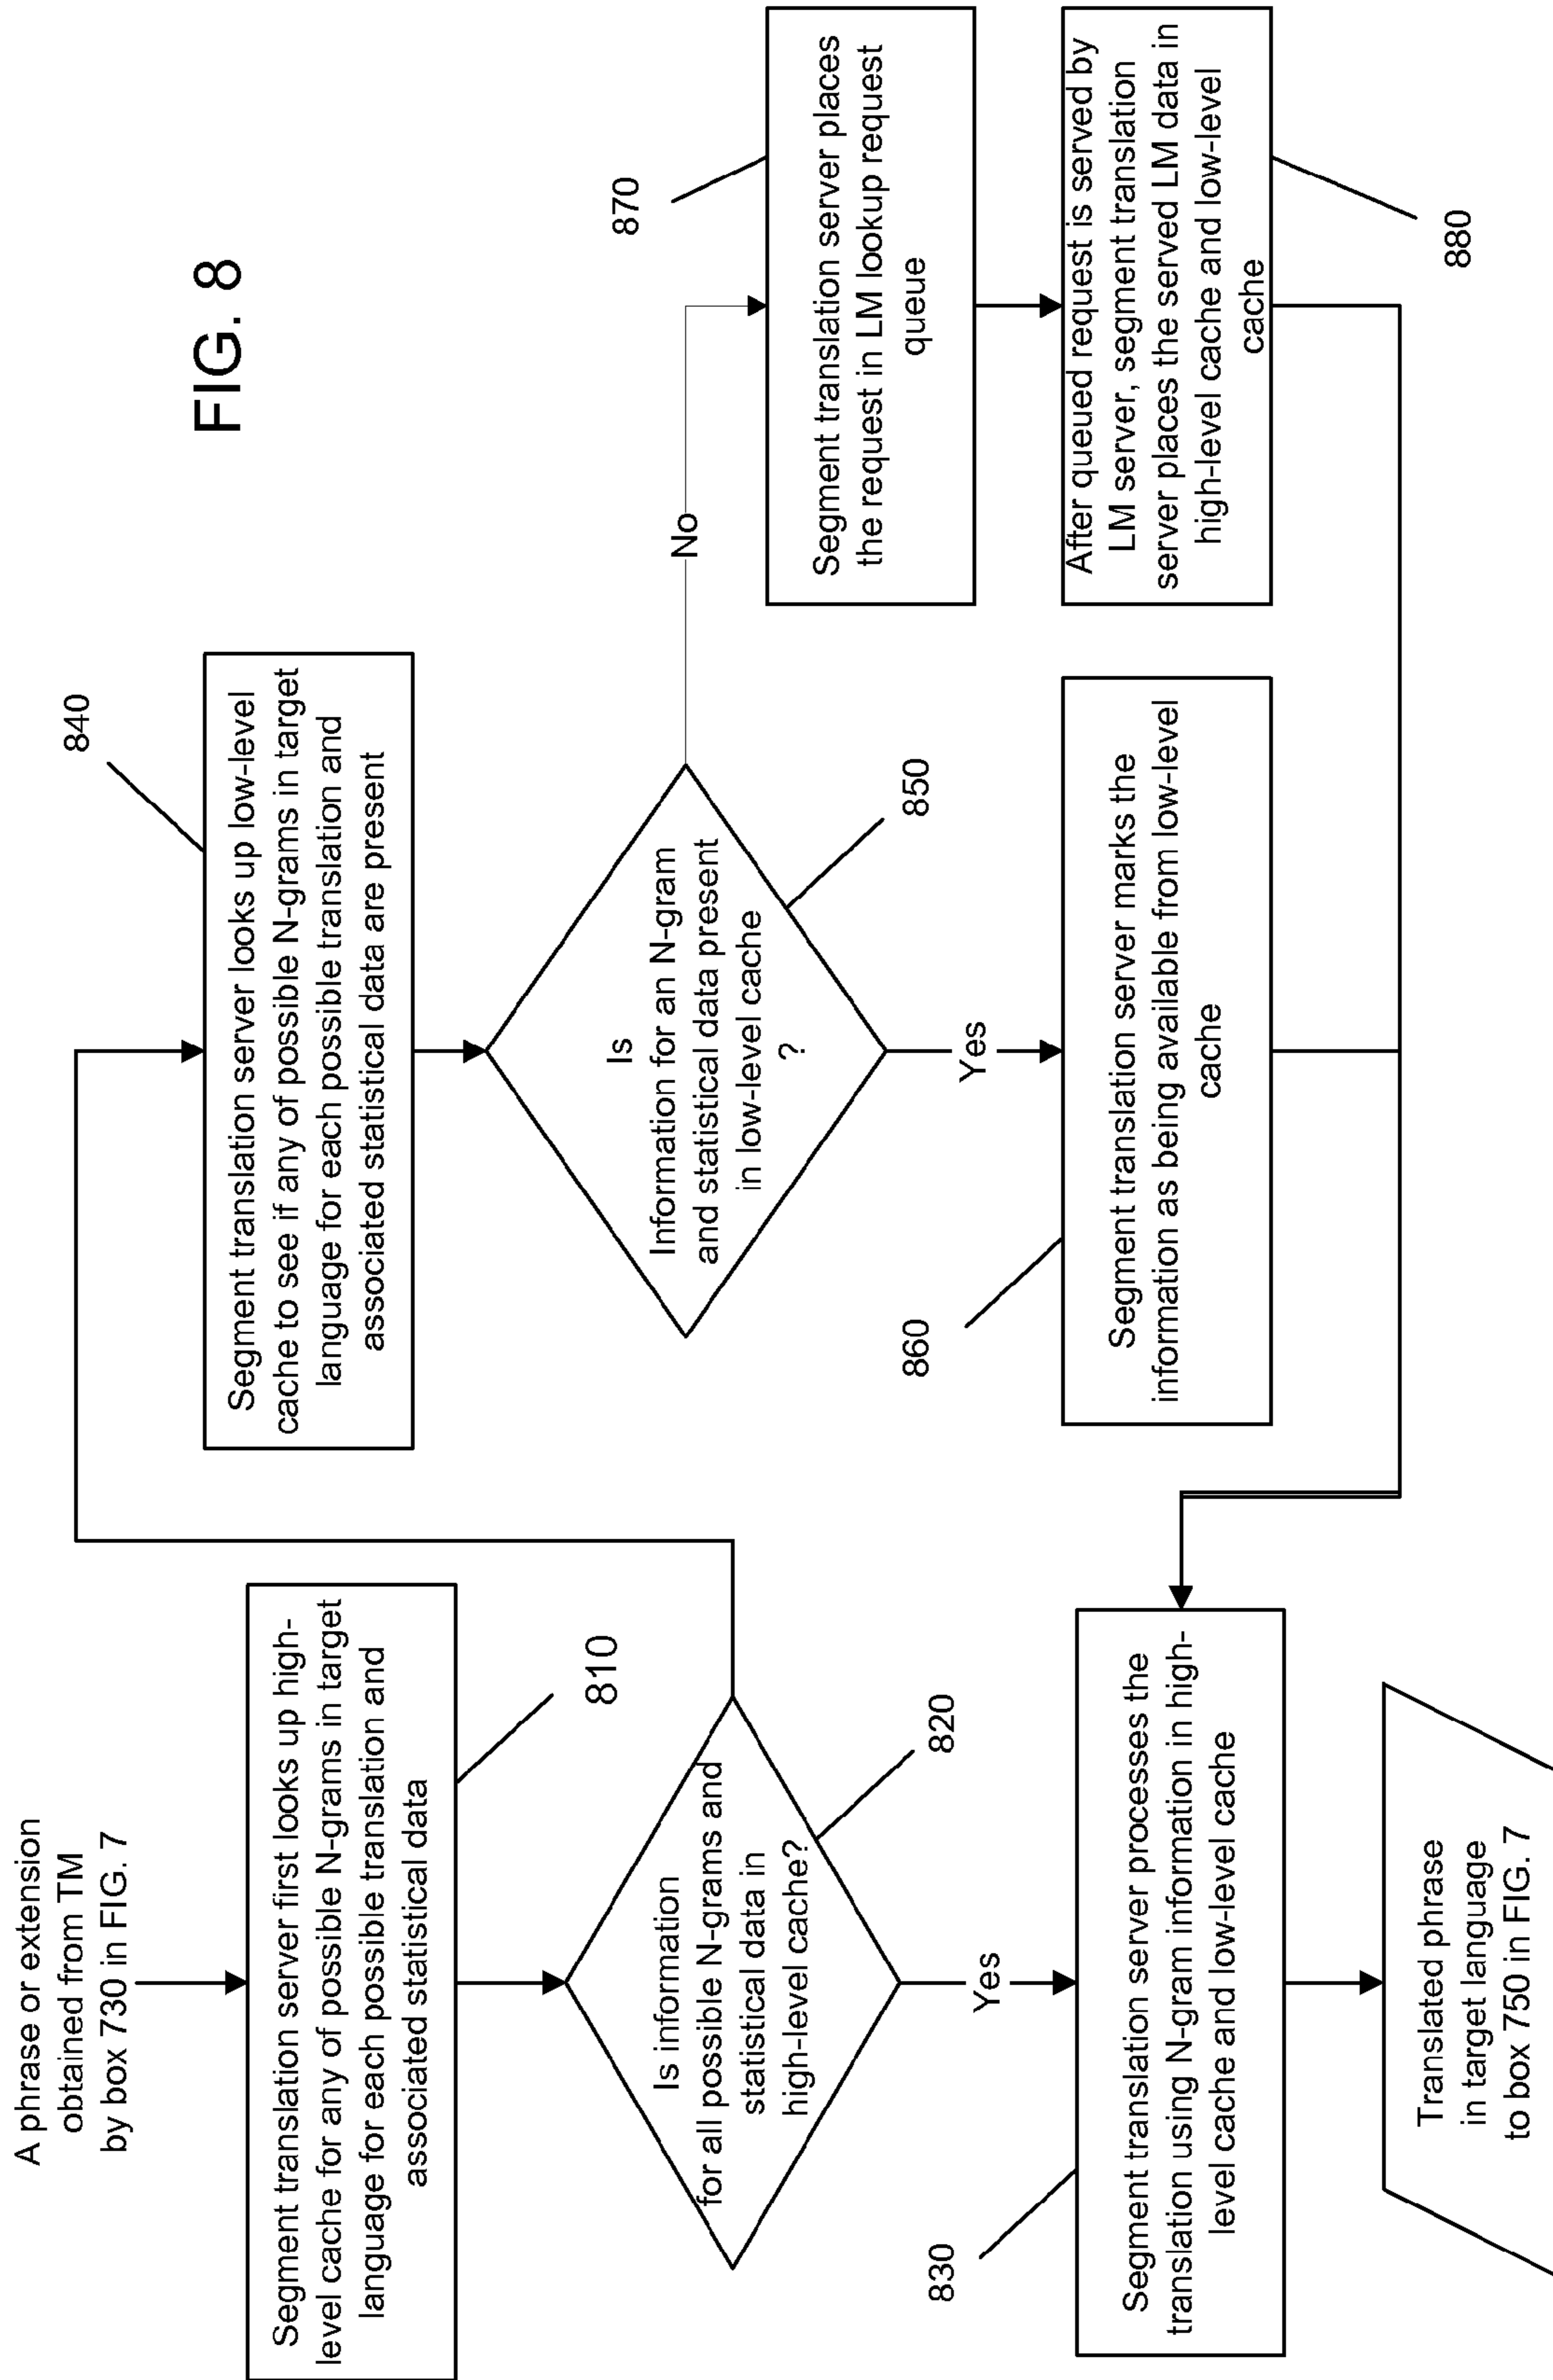 FIG. 8
A phrase or extension
obtained from TM
by box 730 in FIG. 7
Segment translation server first looks up high-
level cache for any of possible N-grams in target
language for each possible translation and
associated statistical data
810
Is information
for all possible N-grams and
statistical data in
high-level cache?
820
Yes
830
Segment translation server processes the
translation using N-gram information in high-
level cache and low-level cache
Translated phrase
in target language
to box 750 in FIG. 7
840
Segment translation server looks up low-level
cache to see if any of possible N-grams in target
language for each possible translation and
associated statistical data are present
Is
Information for an N-gram
and statistical data present
in low-level cache
?
850
Yes
No
860
Segment translation server marks the
information as being available from low-level
cache
870
Segment translation server places
the request in LM lookup request
queue
After queued request is served by
LM server, segment translation
server places the served LM data in
high-level cache and low-level
cache
880